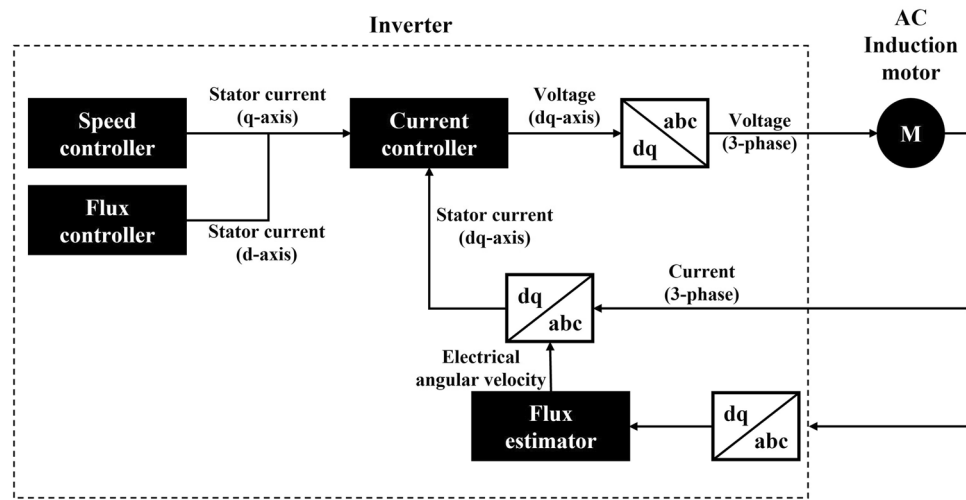 Inverter
AC
Induction
motor
Speed
controller
Stator current
(q-axis)
Current
controller
Voltage
(dq-axis)
abc
dq
Voltage
(3-phase)
M
Flux
controller
Stator current
(d-axis)
Stator current
(dq-axis)
dq
abc
Current
(3-phase)
Electrical
angular velocity
Flux
estimator
dq
abc